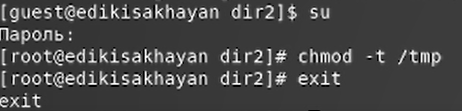 [guest@edikisakhayan dir2]$ su
Пароль:
[root@edikisakhayan dir2]# chmod -t /tmp
[root@edikisakhayan dir2]# exit
exit